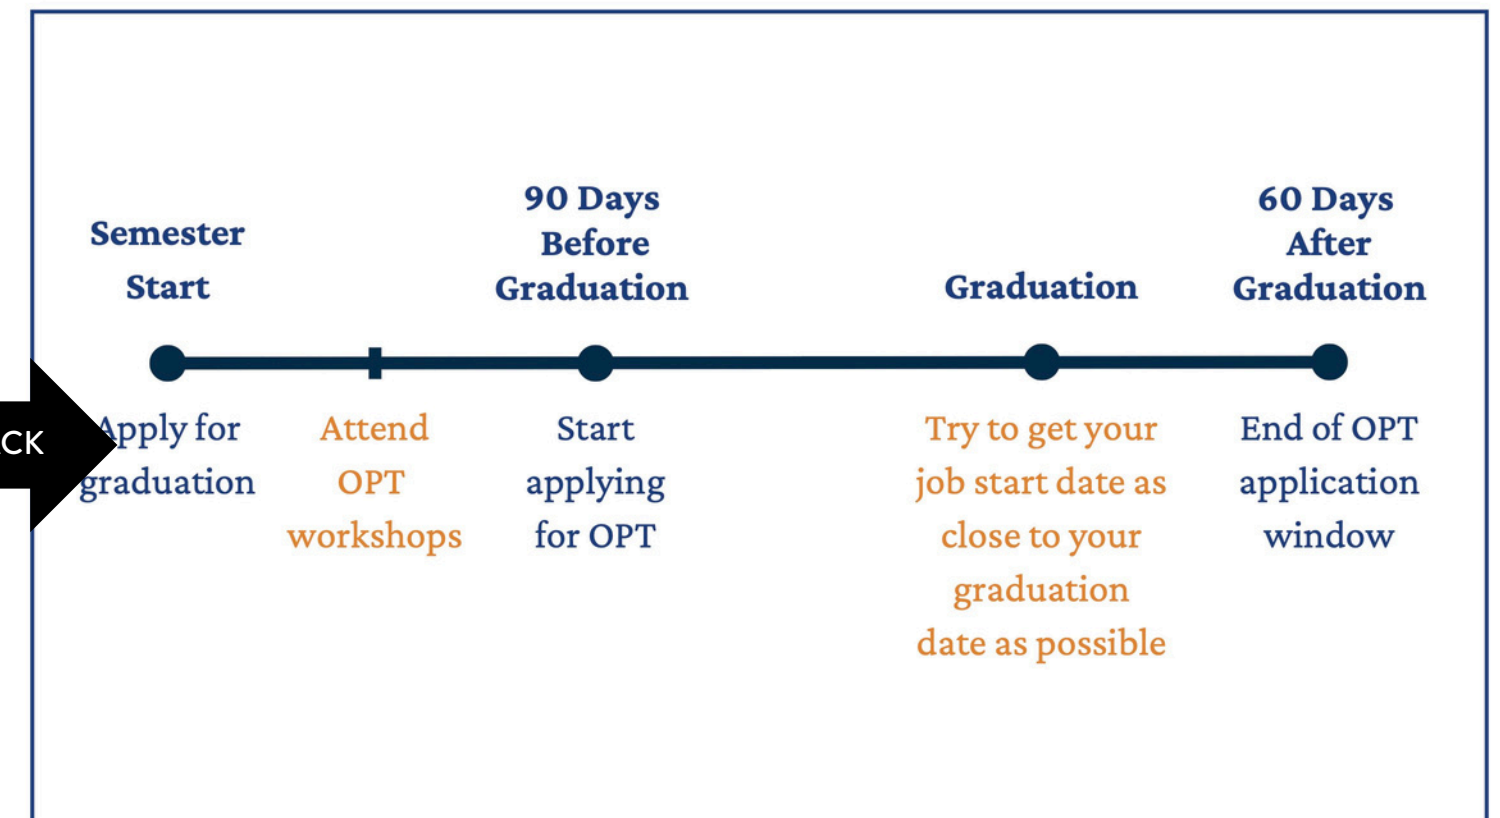 Semester
Start
90 Days
Before
Graduation
Graduation
60 Days
After
Graduation
CK
Apply for
graduation
Attend
OPT
workshops
Start
applying
for OPT
Try to get your
job start date as
close to your
graduation
date as possible
End of OPT
application
window